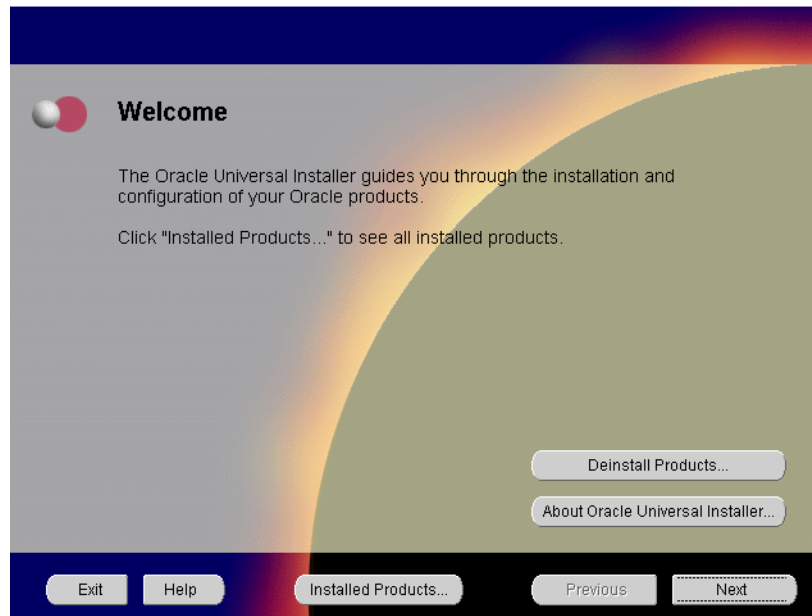 Welcome
The Oracle Universal Installer guides you through the installation and
configuration of your Oracle products.
Click "Installed Products..." to see all installed products.
Deinstall Products...
About Oracle Universal Installer...
Exit
Help
Installed Products...
Previous
Next